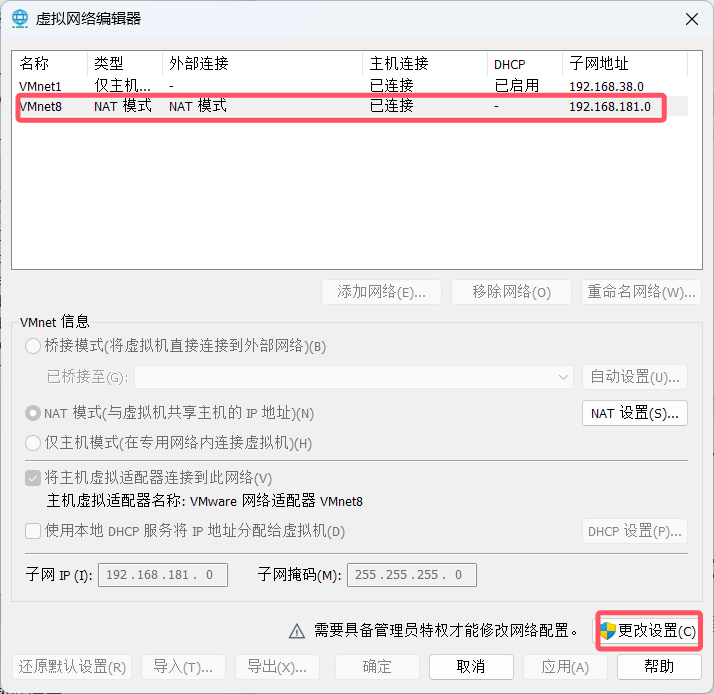 虚拟网络编辑器
名称 类型 外部连接 主机连接 DHCP 子网地址
VMnet1 仅主机... - 已连接 已启用 192.168.38.0
VMnet8 NAT 模式 NAT 模式 已连接 - 192.168.181.0
添加网络(E)... 移除网络(O) 重命名网络(W)...
VMnet 信息
桥接模式(将虚拟机直接连接到外部网络)(B)
已桥接至(G): 自动设置(U)...
NAT 模式(与虚拟机共享主机的 IP 地址)(N) NAT 设置(S)...
仅主机模式(在专用网络内连接虚拟机)(H)
将主机虚拟适配器连接到此网络(V)
主机虚拟适配器名称: VMware 网络适配器 VMnet8
使用本地 DHCP 服务将 IP 地址分配给虚拟机(D) DHCP 设置(P)...
子网 IP (I): 192.168.181. 0 子网掩码(M): 255.255.255. 0
需要具备管理员特权才能修改网络配置。 更改设置(C)
还原默认设置(R) 导入(T)... 导出(X)... 确定 取消 应用(A) 帮助